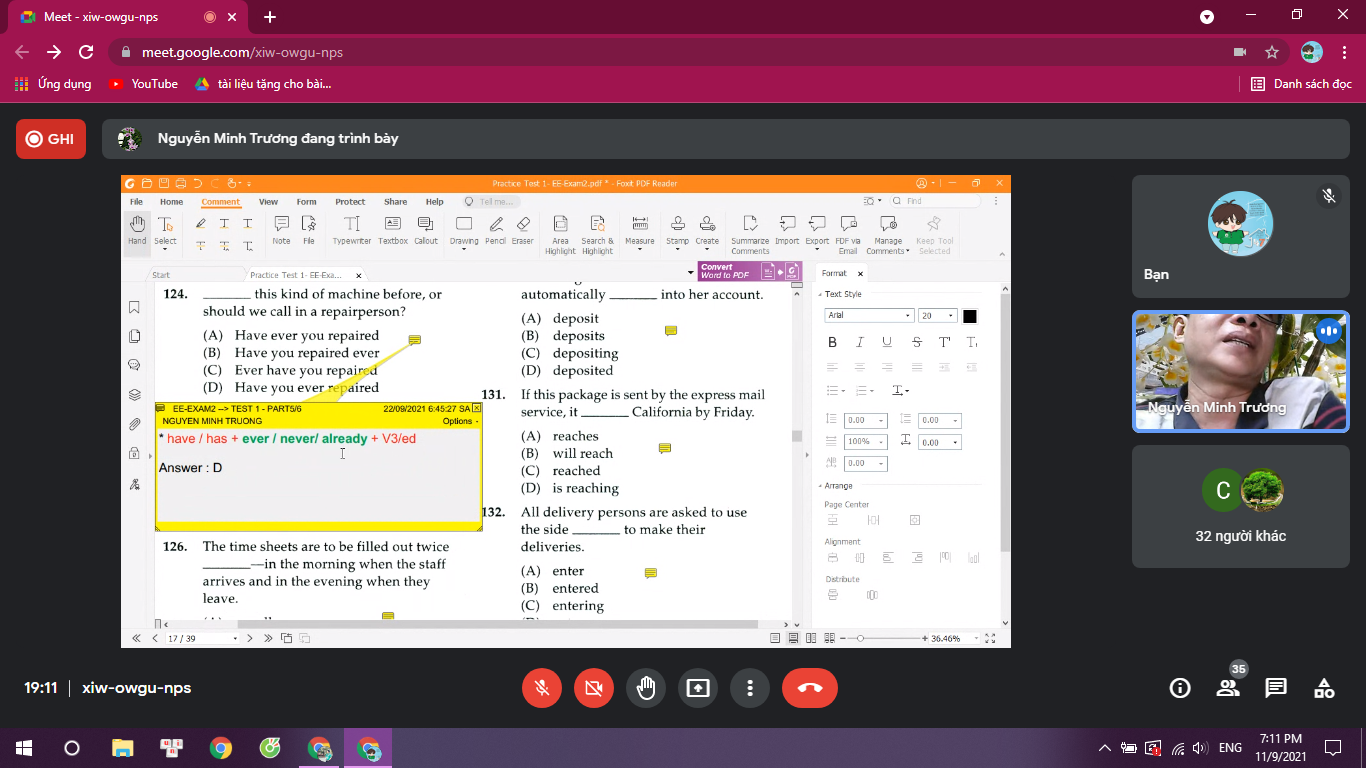 Meet - xiw-owgu-nps
meet.google.com/xiw-owgu-nps
Ứng dụng
YouTube
tài liệu tặng cho bài...
Danh sách đọc
GHI
Nguyễn Minh Trương đang trình bày
Practice Test 1- EE-Exam2.pdf * - Foxit PDF Reader
File Home Comment View Form Protect Share Help Tell me... Find
Hand Select Note File Typewriter Textbox Callout Drawing Pencil Eraser Area Highlight Search & Highlight Measure Stamp Create Summarize Comments Import Export FDF via Email Manage Comments Keep Tool Selected
Start
Practice Test 1- EE-Exa...
Convert
Word to PDF
124. _______ this kind of machine before, or
should we call in a repairperson?
(A) Have ever you repaired
(B) Have you repaired ever
(C) Ever have you repaired
(D) Have you ever repaired
EE-EXAM2 --> TEST 1 - PART5/6 22/09/2021 6:45:27 SA
NGUYEN MINH TRUONG Options
* have / has + ever / never/ already + V3/ed
Answer : D
126. The time sheets are to be filled out twice
_______—in the morning when the staff
arrives and in the evening when they
leave.
automatically _______ into her account.
(A) deposit
(B) deposits
(C) depositing
(D) deposited
131. If this package is sent by the express mail
service, it _______ California by Friday.
(A) reaches
(B) will reach
(C) reached
(D) is reaching
132. All delivery persons are asked to use
the side _______ to make their
deliveries.
(A) enter
(B) entered
(C) entering
Format
Text Style
Arial 20
B I U S T T
0.00 0.00
100% 0.00
0.00
Arrange
Page Center
Alignment
Distribute
17 / 39
36.46%
Bạn
Nguyễn Minh Trương
C
32 người khác
19:11 | xiw-owgu-nps
35
ENG
7:11 PM
11/9/2021